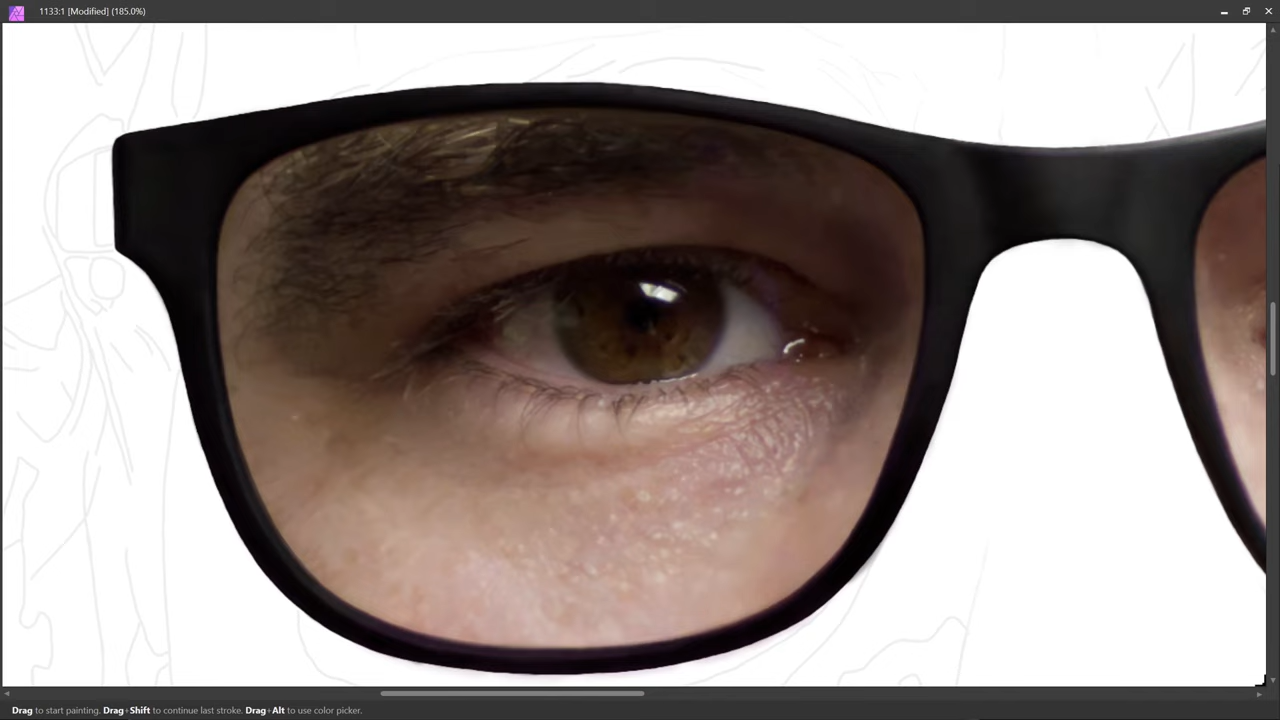 1133:1 [Modified] (185.0%)
Drag to start painting. Drag+Shift to continue last stroke. Drag+Alt to use color picker.